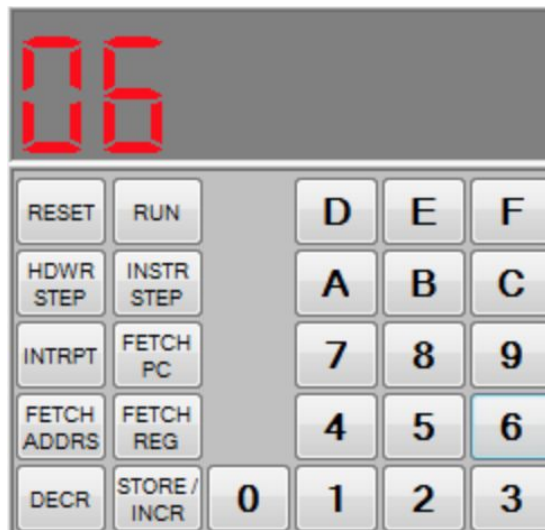 06
RESET RUN D E F
HDWR INSTR
STEP STEP A B C
INTRPT FETCH
PC 7 8 9
FETCH FETCH
ADDRS REG 4 5 6
DECR STORE /
INCR 0 1 2 3